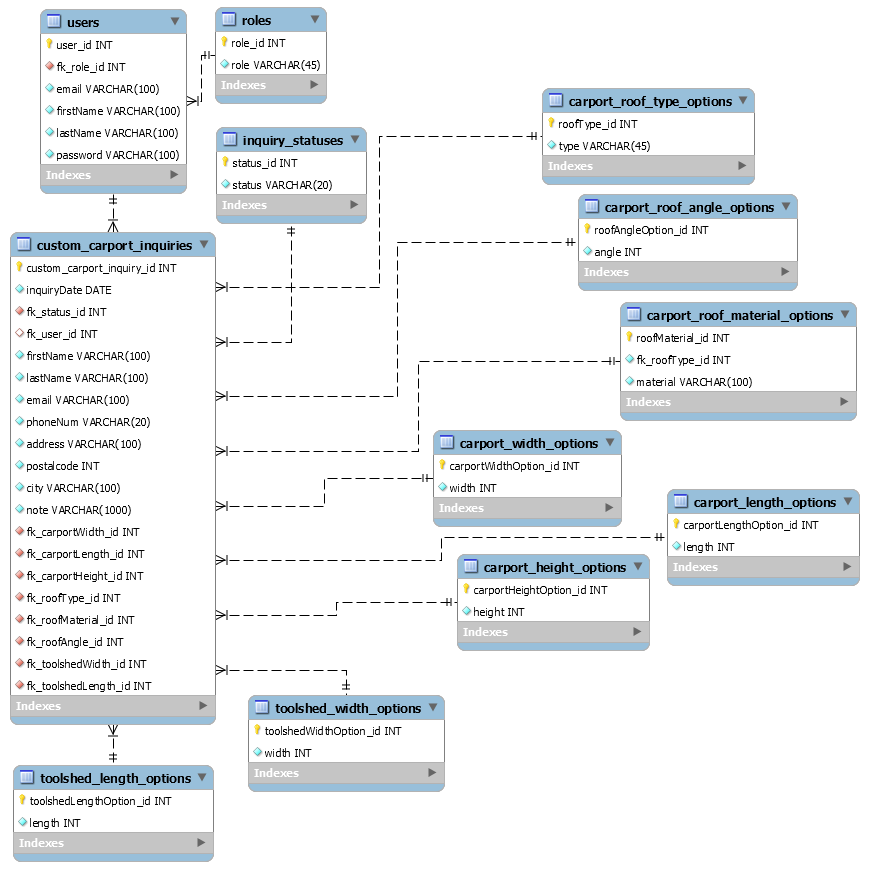 users
user_id INT
fk_role_id INT
email VARCHAR(100)
firstName VARCHAR(100)
lastName VARCHAR(100)
password VARCHAR(100)
Indexes
roles
role_id INT
role VARCHAR(45)
Indexes
inquiry_statuses
status_id INT
status VARCHAR(20)
Indexes
carport_roof_type_options
roofType_id INT
type VARCHAR(45)
Indexes
carport_roof_angle_options
roofAngleOption_id INT
angle INT
Indexes
carport_roof_material_options
roofMaterial_id INT
fk_roofType_id INT
material VARCHAR(100)
Indexes
custom_carport_inquiries
custom_carport_inquiry_id INT
inquiryDate DATE
fk_status_id INT
fk_user_id INT
firstName VARCHAR(100)
lastName VARCHAR(100)
email VARCHAR(100)
phoneNum VARCHAR(20)
address VARCHAR(100)
postalcode INT
city VARCHAR(100)
note VARCHAR(1000)
fk_carportWidth_id INT
fk_carportLength_id INT
fk_carportHeight_id INT
fk_roofType_id INT
fk_roofMaterial_id INT
fk_roofAngle_id INT
fk_toolshedWidth_id INT
fk_toolshedLength_id INT
Indexes
carport_width_options
carportWidthOption_id INT
width INT
Indexes
carport_length_options
carportLengthOption_id INT
length INT
Indexes
carport_height_options
carportHeightOption_id INT
height INT
Indexes
toolshed_width_options
toolshedWidthOption_id INT
width INT
Indexes
toolshed_length_options
toolshedLengthOption_id INT
length INT
Indexes